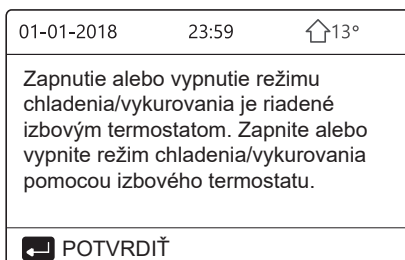 01-01-2018 23:59 13°
Zapnutie alebo vypnutie režimu
chladenia/vykurovania je riadené
izbovým termostatom. Zapnite alebo
vypnite režim chladenia/vykurovania
pomocou izbového termostatu.
POTVRDIŤ